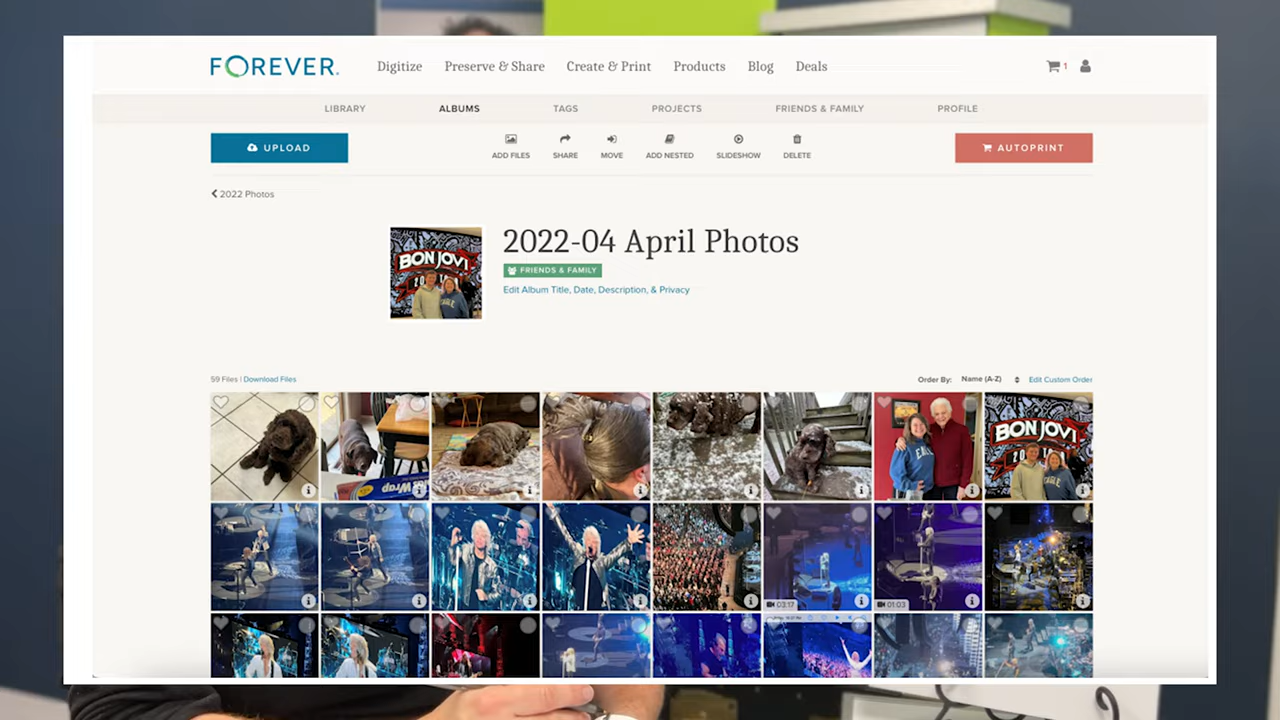 FOREVER.
Digitize Preserve & Share Create & Print Products Blog Deals
1
LIBRARY ALBUMS TAGS PROJECTS FRIENDS & FAMILY PROFILE
UPLOAD
ADD FILES SHARE MOVE ADD NESTED SLIDESHOW DELETE
AUTOPRINT
2022 Photos
BON JOVI
2022-04 April Photos
FRIENDS & FAMILY
Edit Album Title, Date, Description, & Privacy
EAGLE
59 Files | Download Files
Order By: Name (A-Z) Edit Custom Order
BON JOVI
Wrap
EAGLE
03:17 01:03